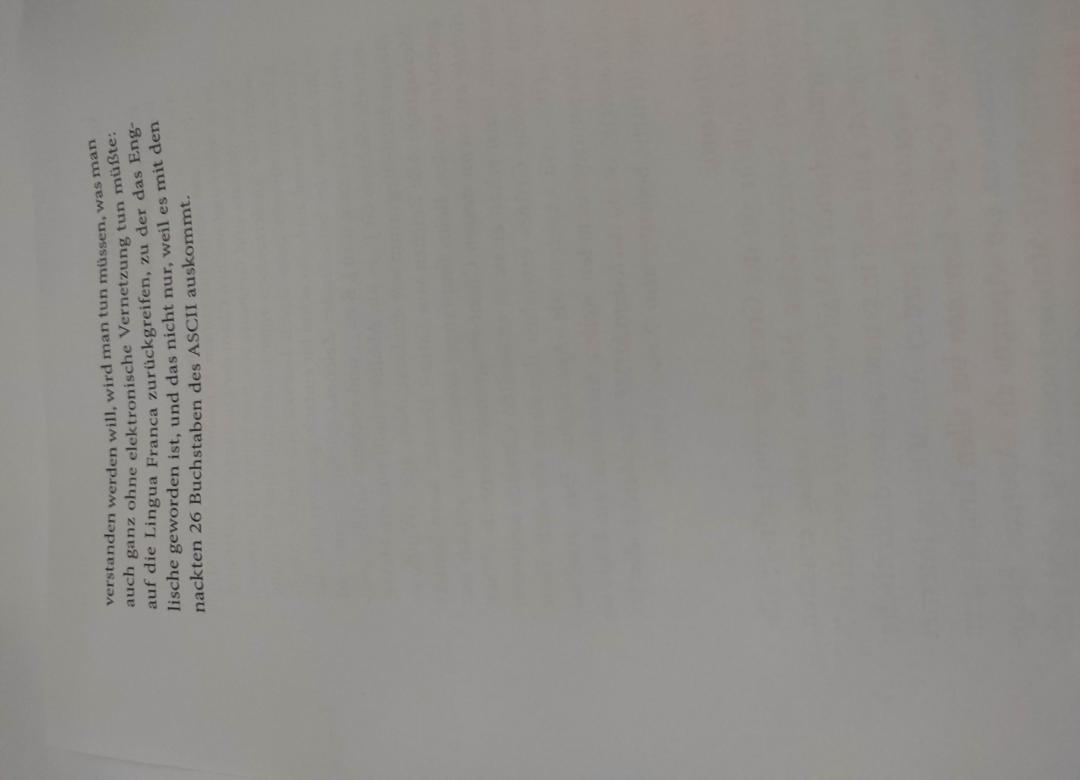 verstanden werden will, wird man tun müssen, was man
auch ganz ohne elektronische Vernetzung tun müßte:
auf die Lingua Franca zurückgreifen, zu der das Eng-
lische geworden ist, und das nicht nur, weil es mit den
nackten 26 Buchstaben des ASCII auskommt.